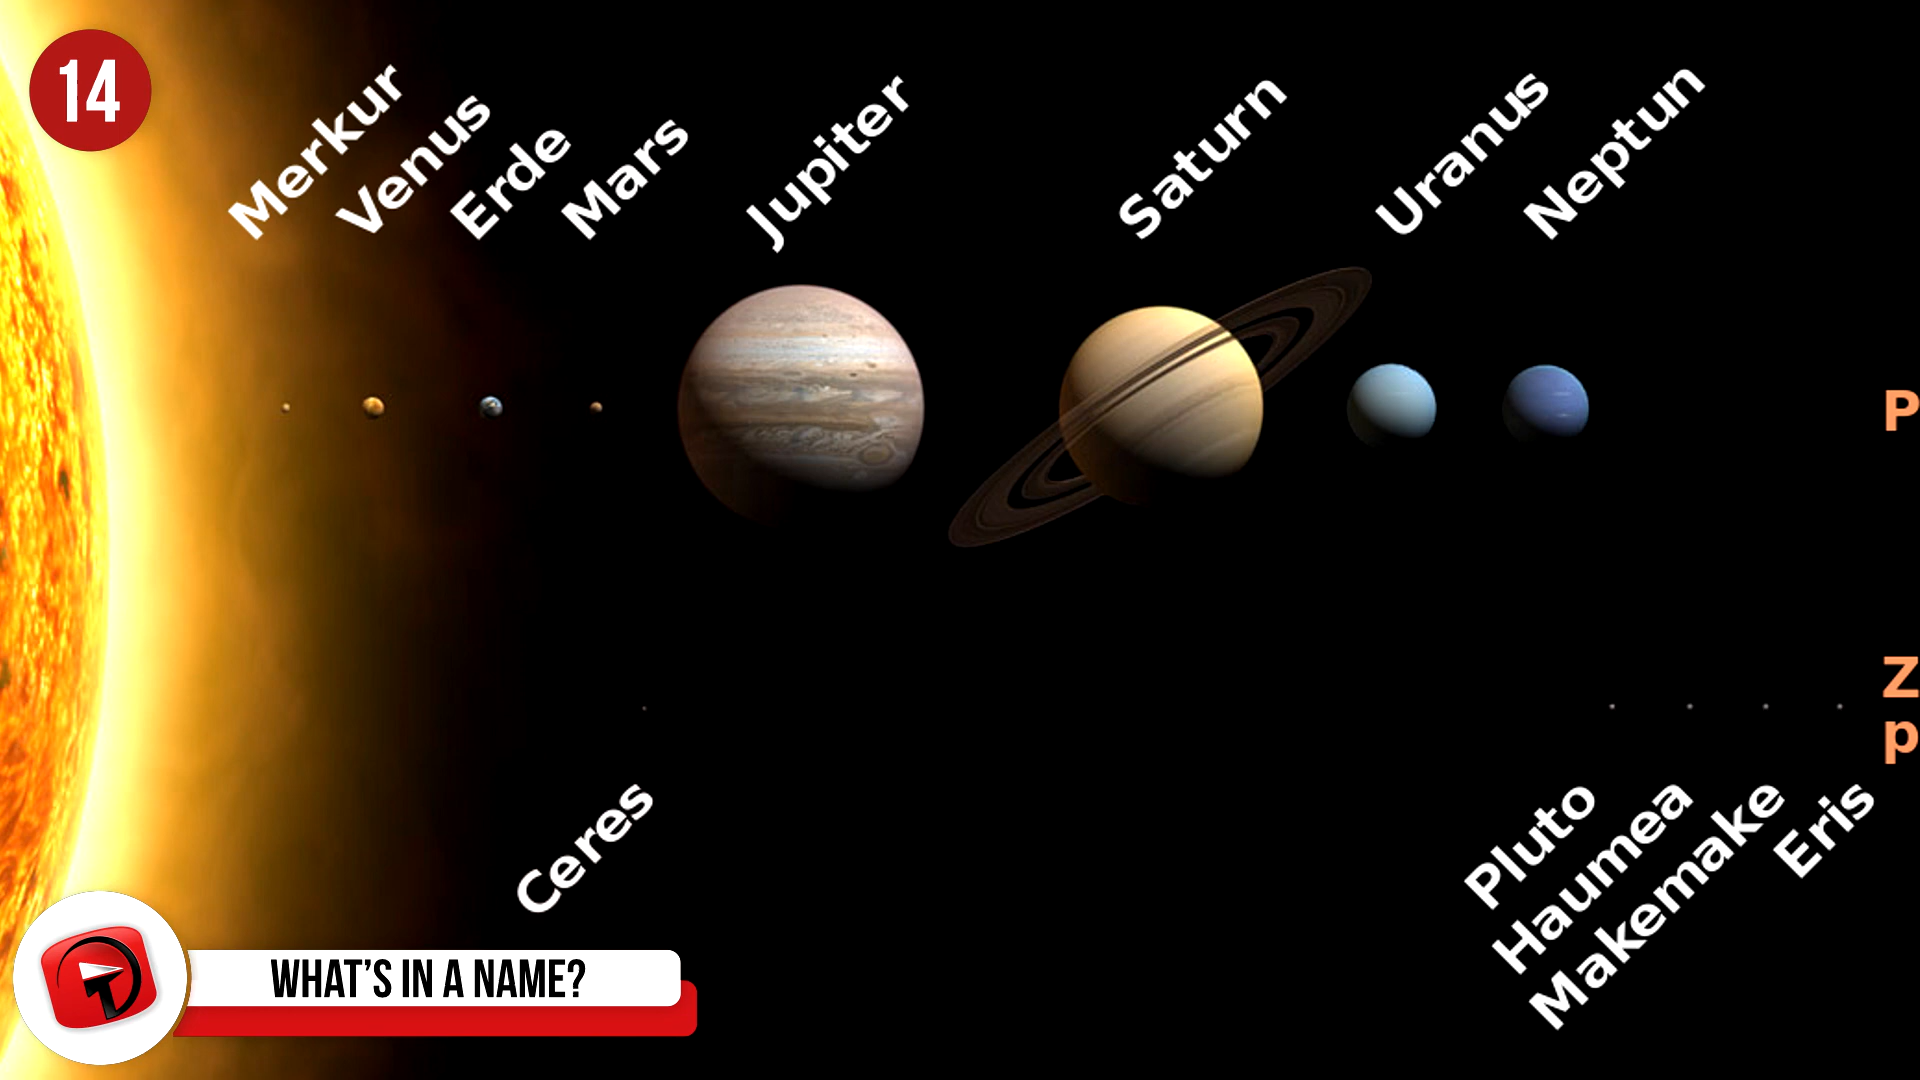 14
Merkur
Venus
Erde
Mars
Jupiter
Saturn
Uranus
Neptun
P
Z
p
Ceres
Pluto
Haumea
Makemake
Eris
WHAT'S IN A NAME?